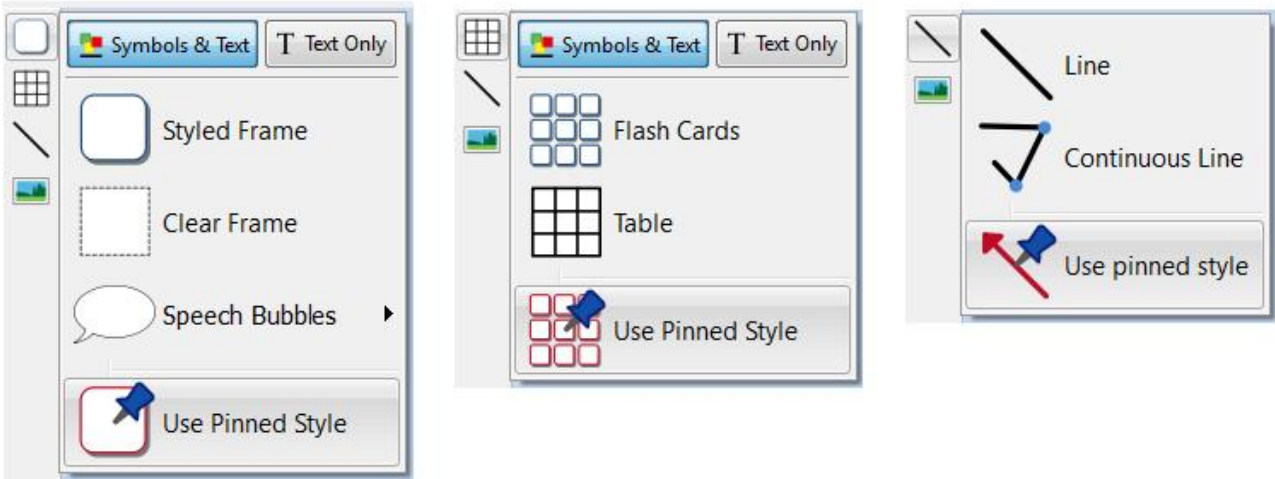 Symbols & Text
T Text Only
Styled Frame
Clear Frame
Speech Bubbles
Use Pinned Style
Symbols & Text
T Text Only
Flash Cards
Table
Use Pinned Style
Line
Continuous Line
Use pinned style